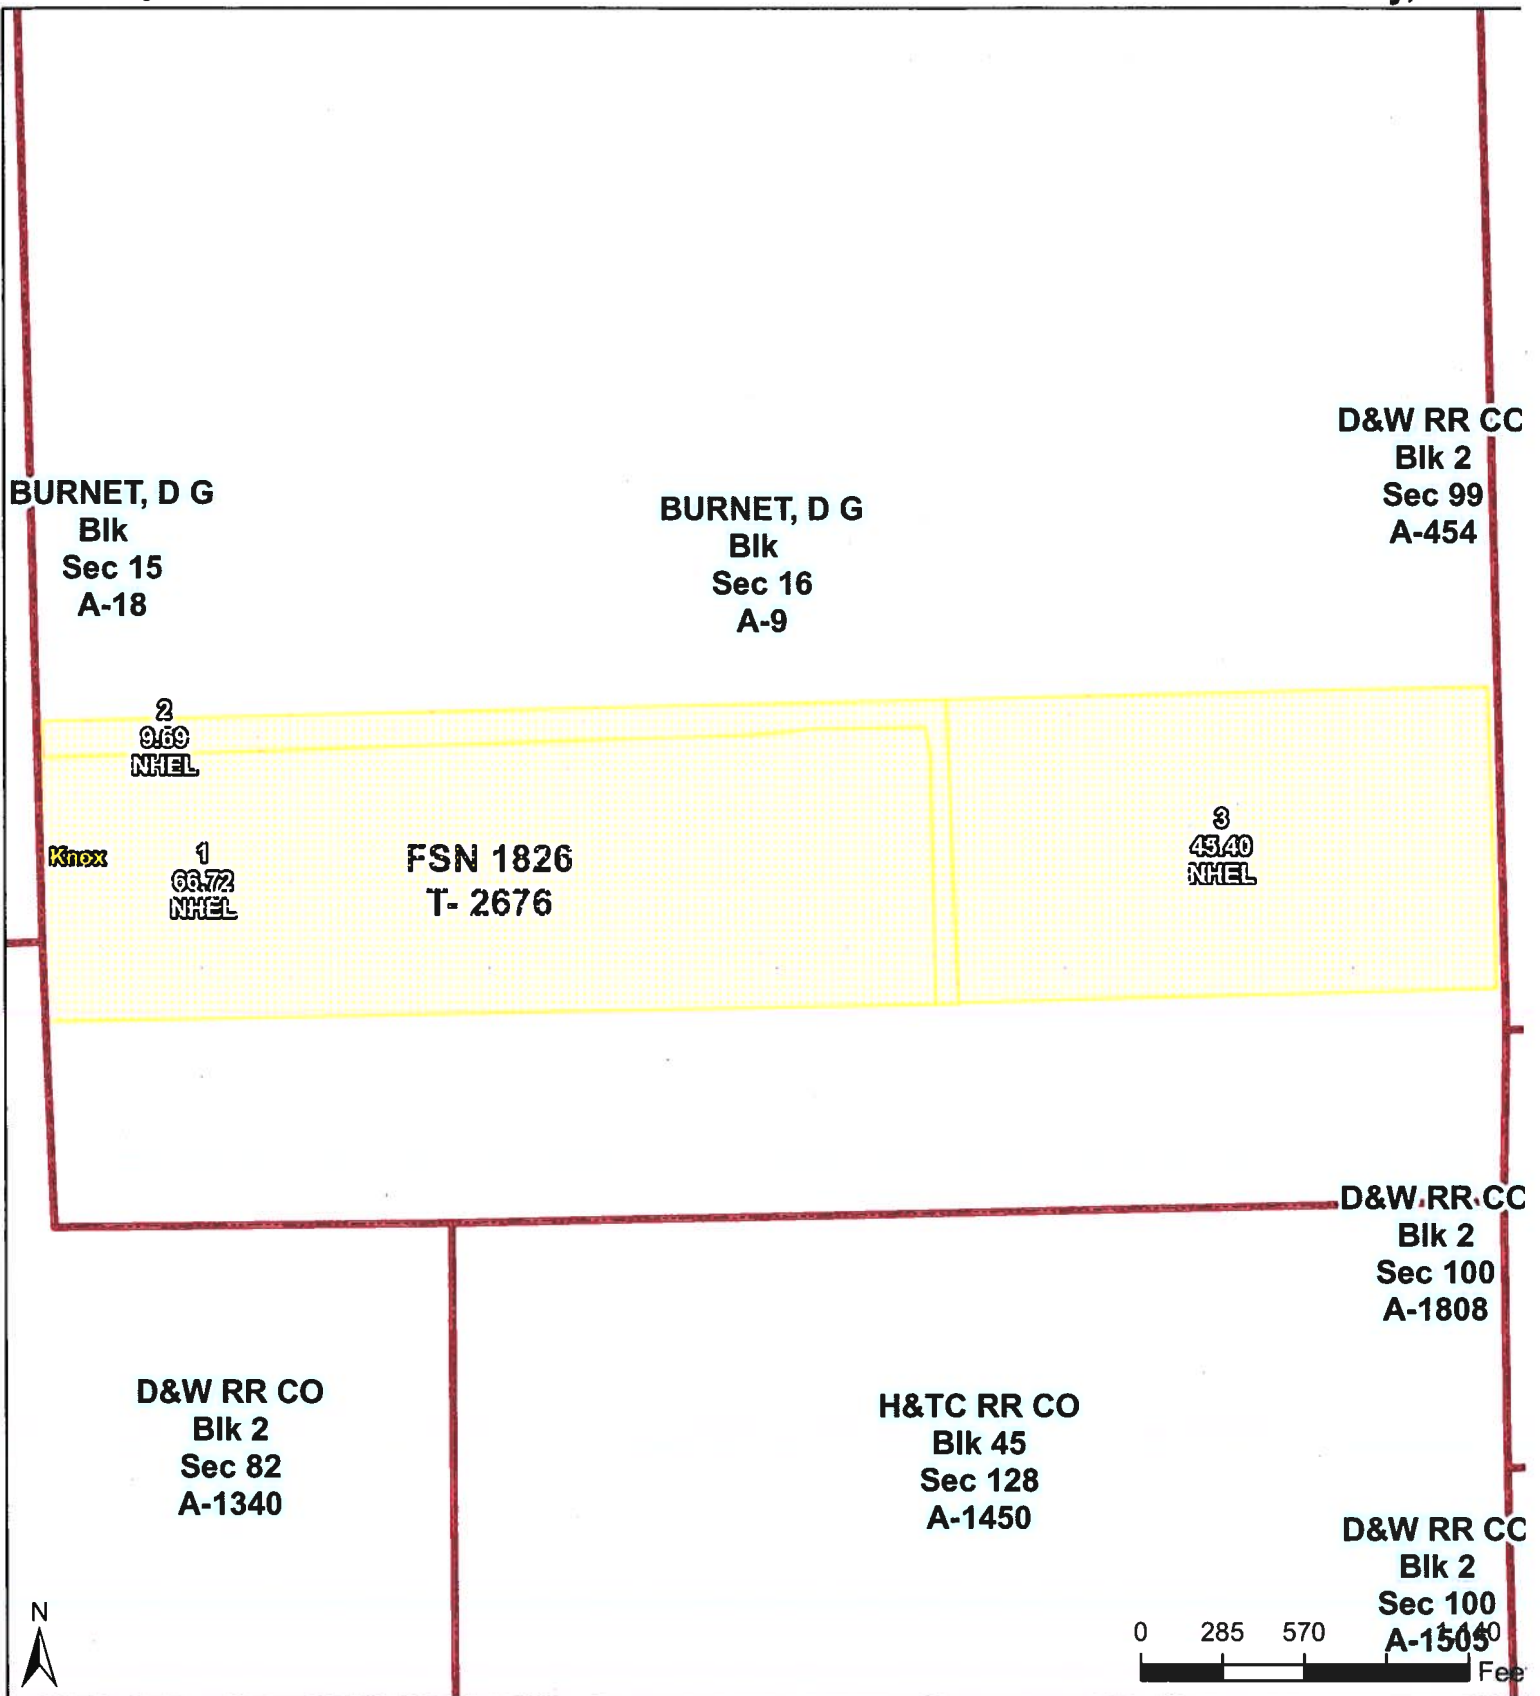 D&W RR CO
Blk 2
Sec 99
A-454
BURNET, D G
Blk
Sec 15
A-18
BURNET, D G
Blk
Sec 16
A-9
2
9.69
NHEL
3
45.40
NHEL
Knox
1
66.72
NHEL
FSN 1826
T- 2676
D&W RR CO
Blk 2
Sec 100
A-1808
D&W RR CO
Blk 2
Sec 82
A-1340
H&TC RR CO
Blk 45
Sec 128
A-1450
D&W RR CO
Blk 2
Sec 100
A-1505
N
0 285 570 1,140
Fee